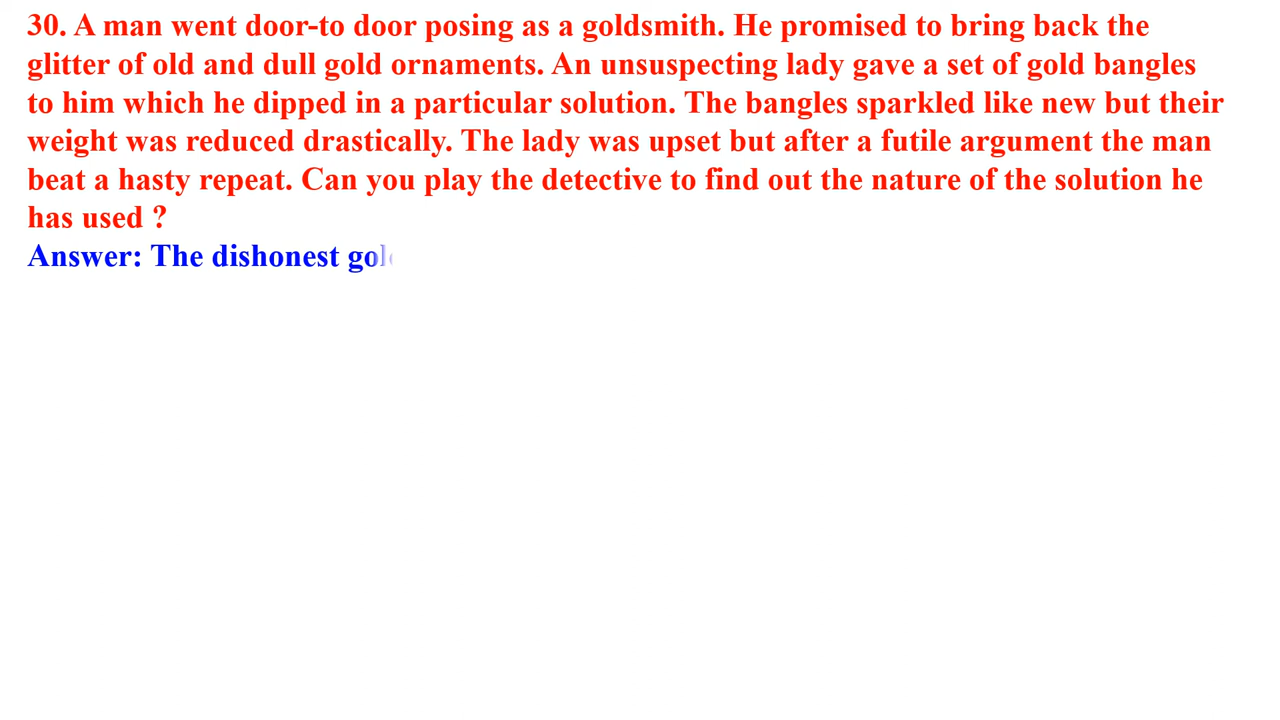 30. A man went door-to door posing as a goldsmith. He promised to bring back the
glitter of old and dull gold ornaments. An unsuspecting lady gave a set of gold bangles
to him which he dipped in a particular solution. The bangles sparkled like new but their
weight was reduced drastically. The lady was upset but after a futile argument the man
beat a hasty repeat. Can you play the detective to find out the nature of the solution he
has used ?
Answer: The dishonest